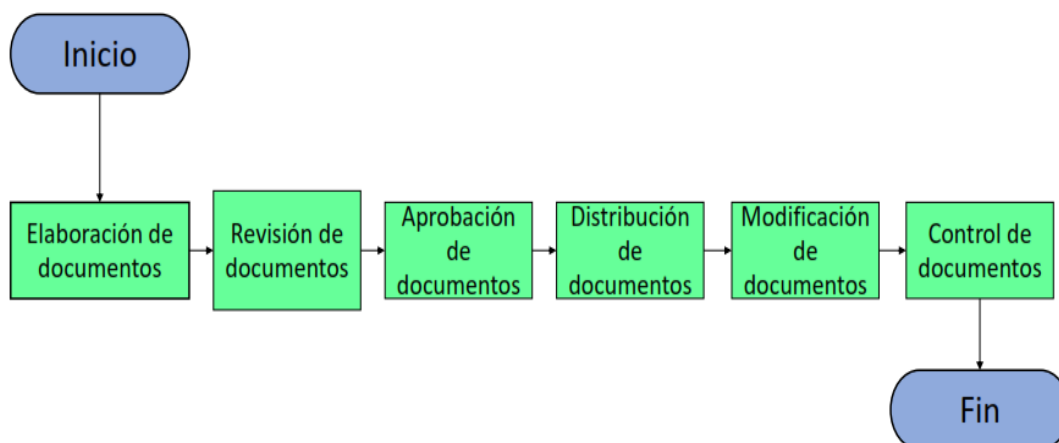 Inicio
Elaboración de
documentos
Revisión de
documentos
Aprobación
de
documentos
Distribución
de
documentos
Modificación
de
documentos
Control de
documentos
Fin